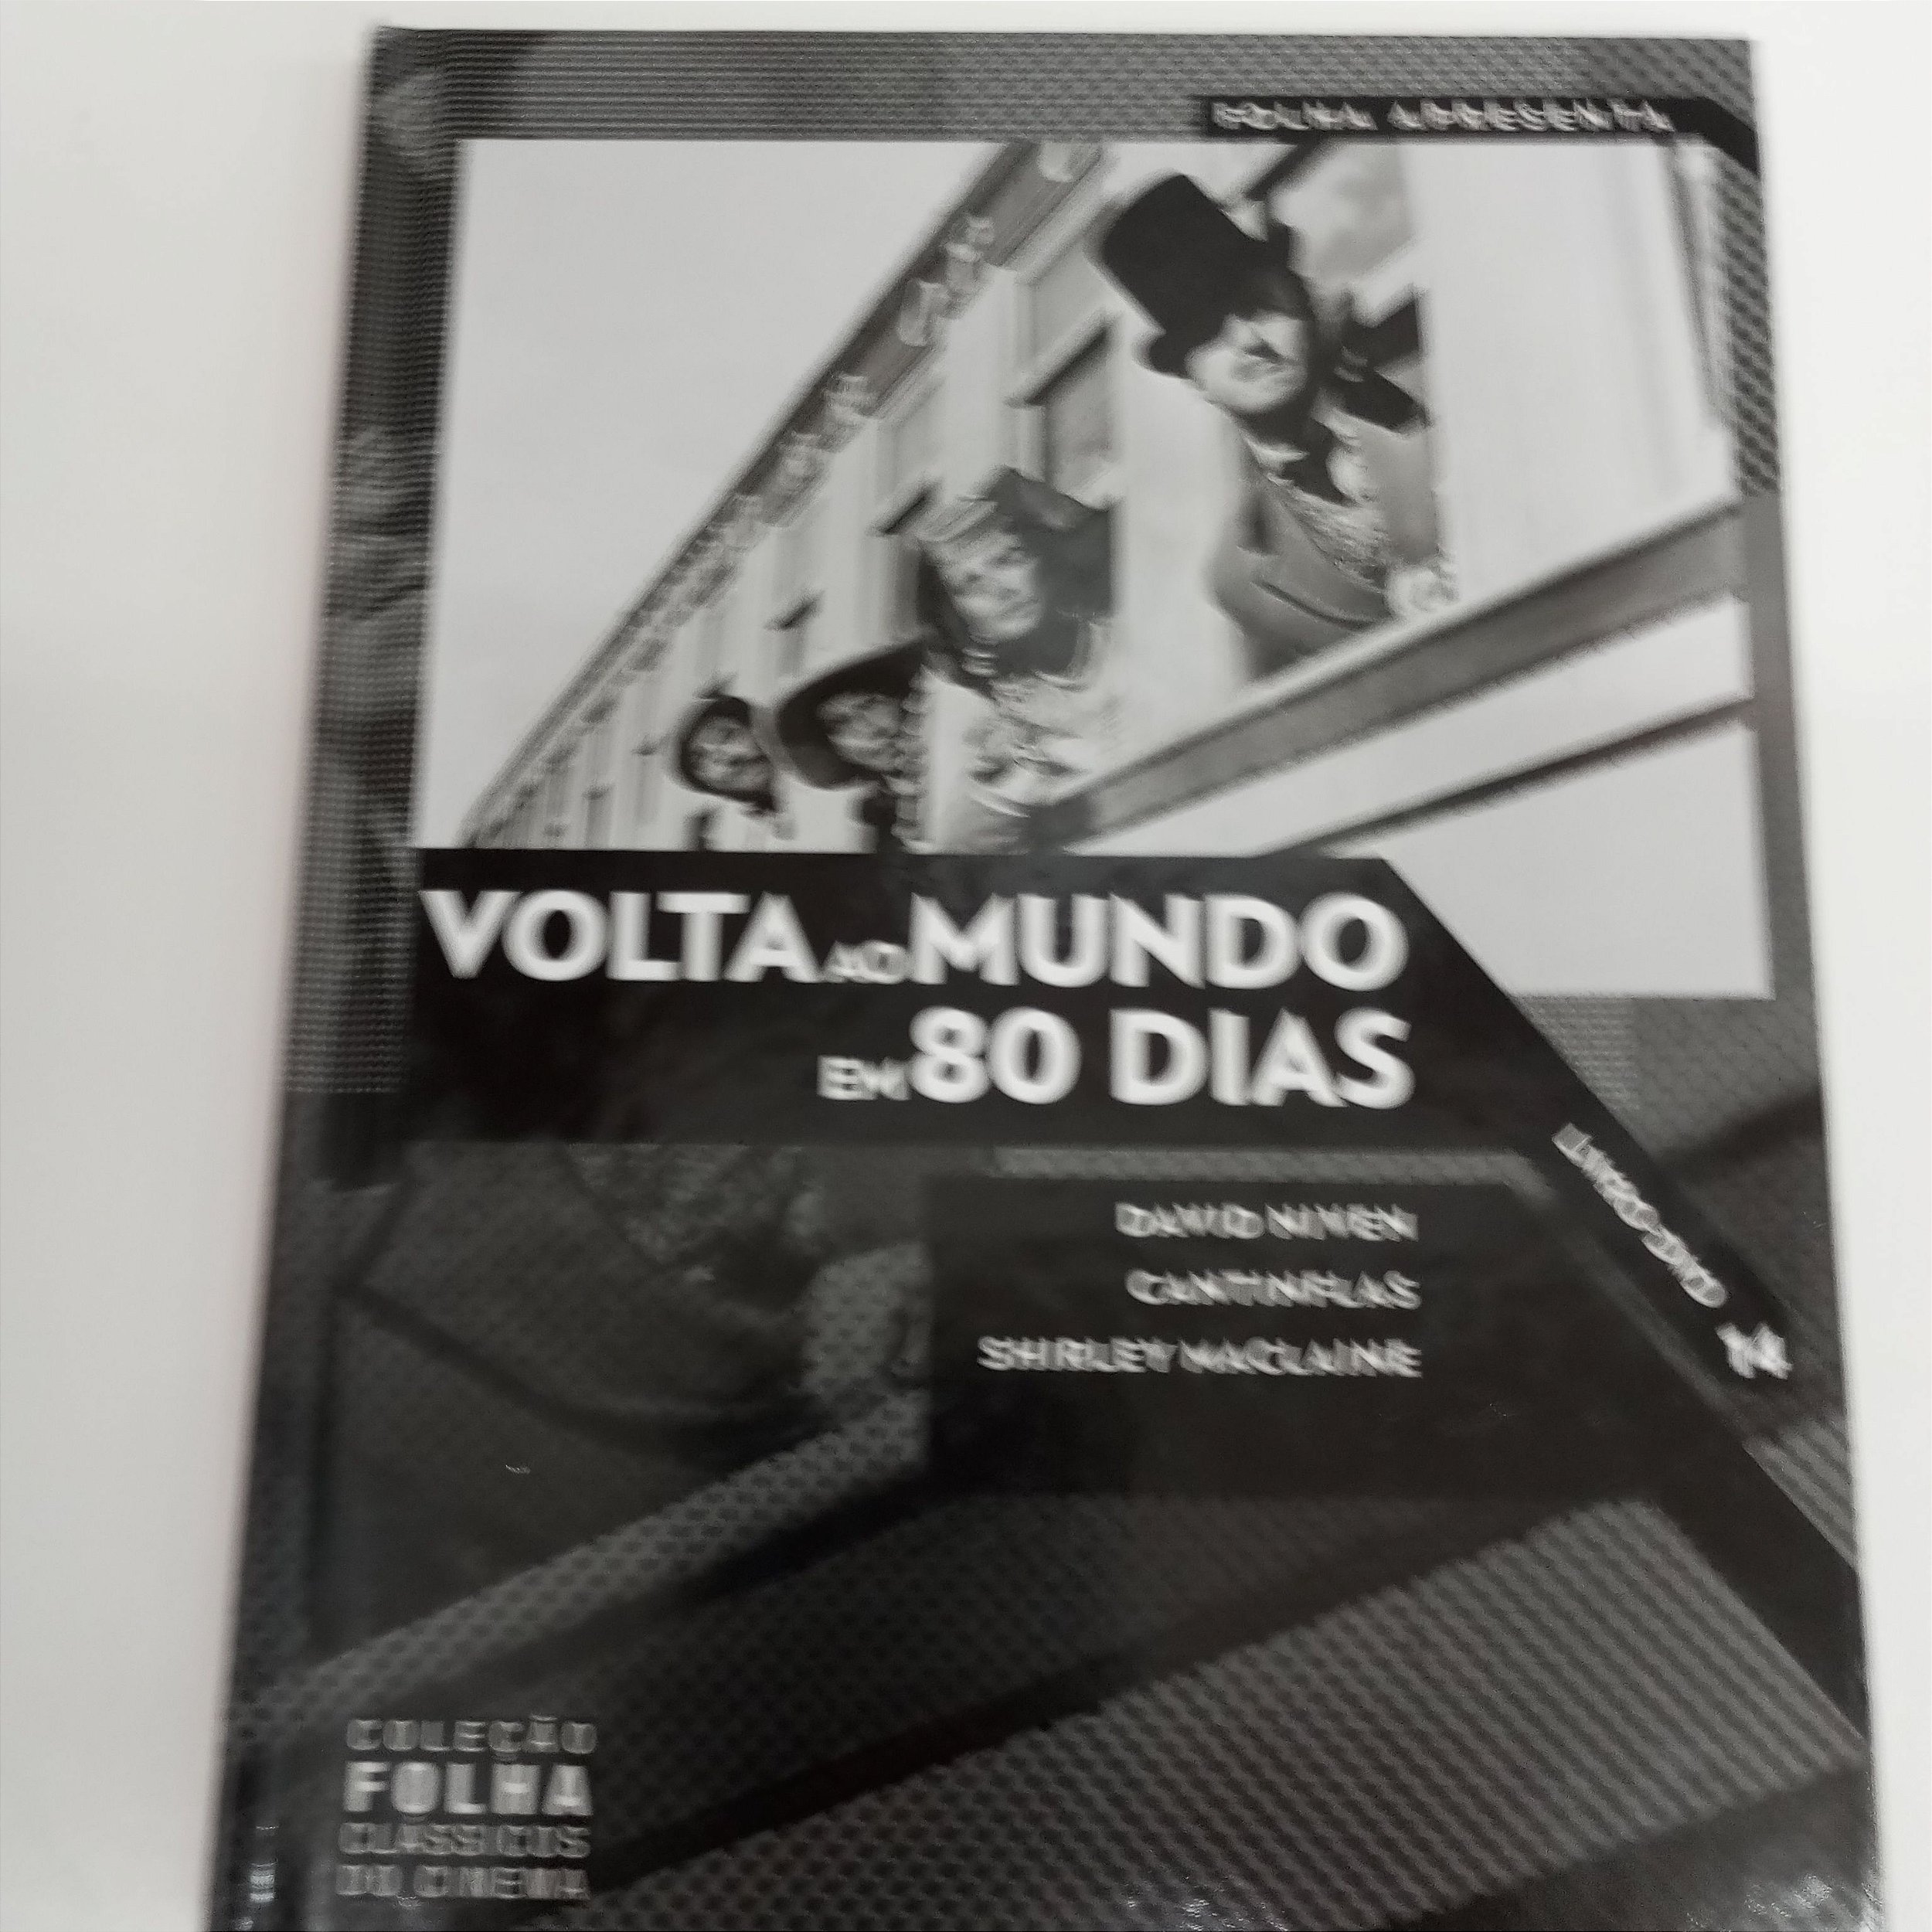 FOLHA APRESENTA
VOLTA AO MUNDO
EM 80 DIAS
LIVRO-DVD 14
DAVID NIVEN
CANTINFLAS
SHIRLEY MACLAINE
COLEÇÃO
FOLHA
CLÁSSICOS
DO CINEMA